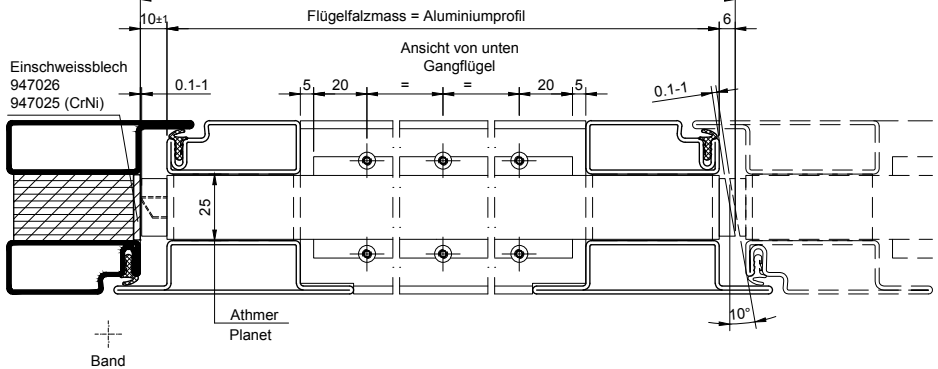 Flügelfalzmass = Aluminiumprofil
10±1
6
Ansicht von unten
Gangflügel
Einschweissblech
947026
947025 (CrNi)
0.1-1
5 20 = = 20 5
0.1-1
25
Athmer
Planet
10°
Band